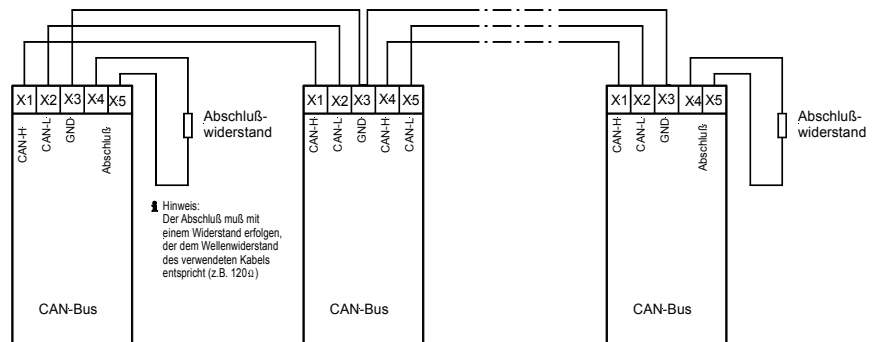 X1 X2 X3 X4 X5
CAN-H
CAN-L
GND
Abschluß
Abschluß-
widerstand
Hinweis:
Der Abschluß muß mit
einem Widerstand erfolgen,
der dem Wellenwiderstand
des verwendeten Kabels
entspricht (z.B. 120Ω)
CAN-Bus
X1 X2 X3 X4 X5
CAN-H
CAN-L
GND
CAN-H
CAN-L
CAN-Bus
X1 X2 X3 X4 X5
CAN-H
CAN-L
GND
Abschluß
Abschluß-
widerstand
CAN-Bus